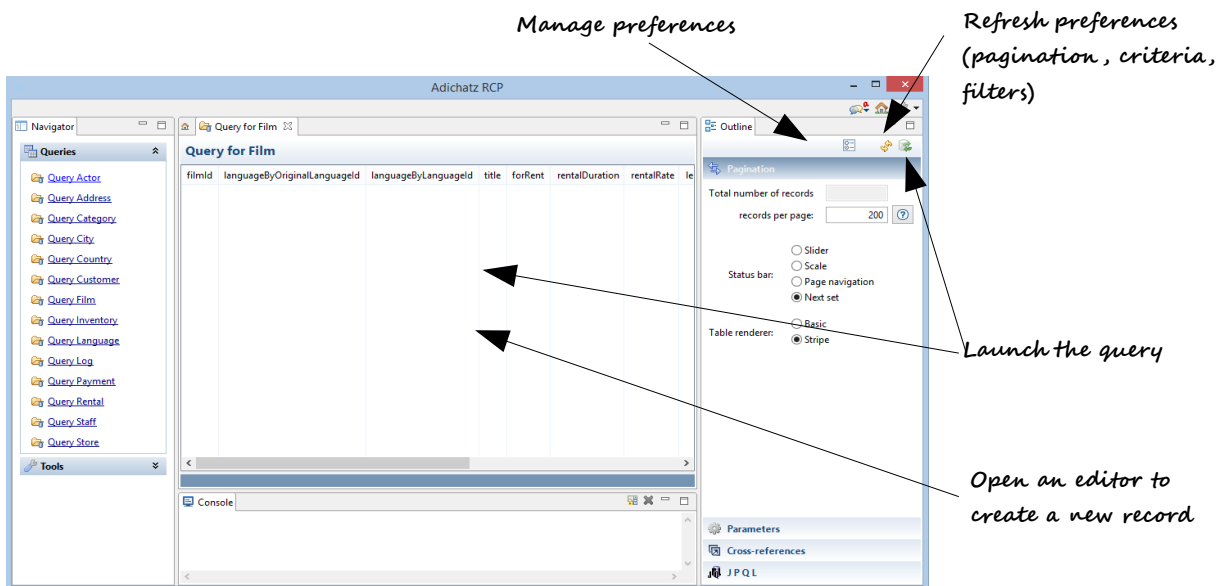 Manage preferences
Refresh preferences
(pagination, criteria,
filters)
Adichatz RCP
Navigator
Queries
Query Actor
Query Address
Query Category
Query City
Query Country
Query Customer
Query Film
Query Inventory
Query Language
Query Log
Query Payment
Query Rental
Query Staff
Query Store
Tools
Query for Film
Query for Film
filmId languageByOriginalLanguageId languageByLanguageId title forRent rentalDuration rentalRate le
Console
Outline
Pagination
Total number of records
records per page: 200
Status bar:
Slider
Scale
Page navigation
Next set
Table renderer:
Basic
Stripe
Parameters
Cross-references
JPQL
Launch the query
Open an editor to
create a new record